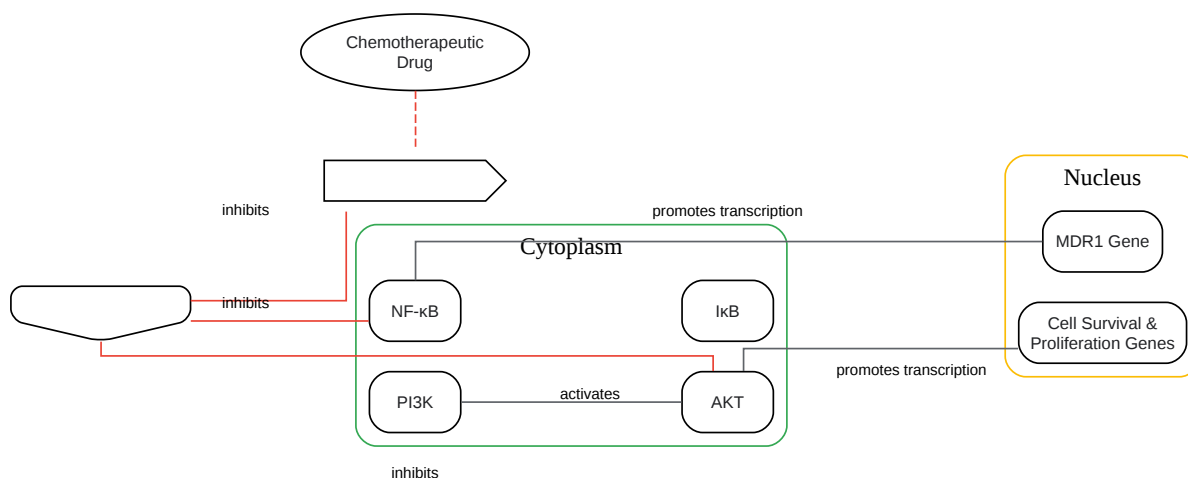 Chemotherapeutic
Drug
Nucleus
inhibits
promotes transcription
MDR1 Gene
Cytoplasm
inhibits
NF-κB
IκB
Cell Survival &
Proliferation Genes
promotes transcription
PI3K
activates
AKT
inhibits